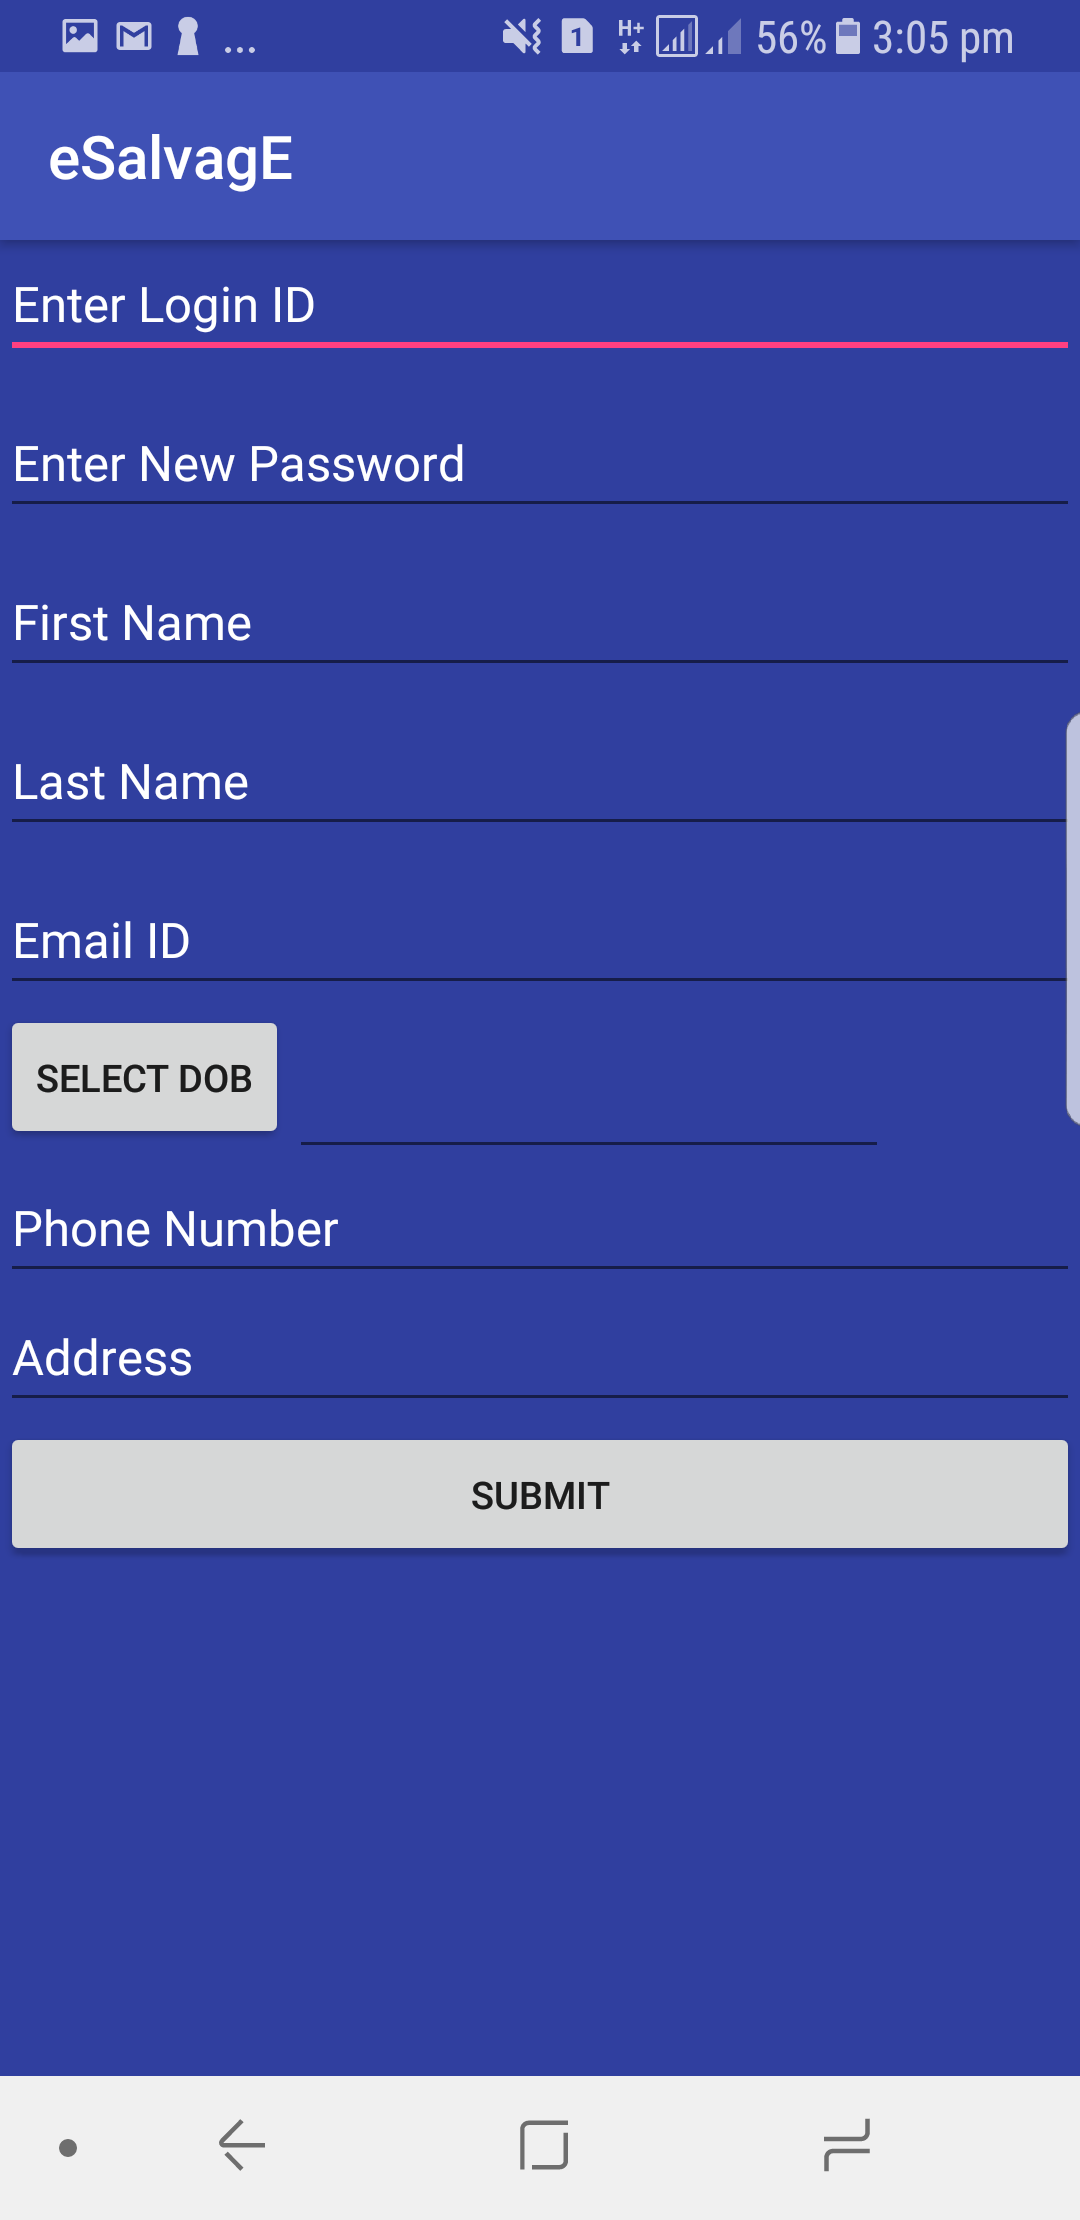 ... 1 H+ 56% 3:05 pm
eSalvagE
Enter Login ID
Enter New Password
First Name
Last Name
Email ID
SELECT DOB
Phone Number
Address
SUBMIT